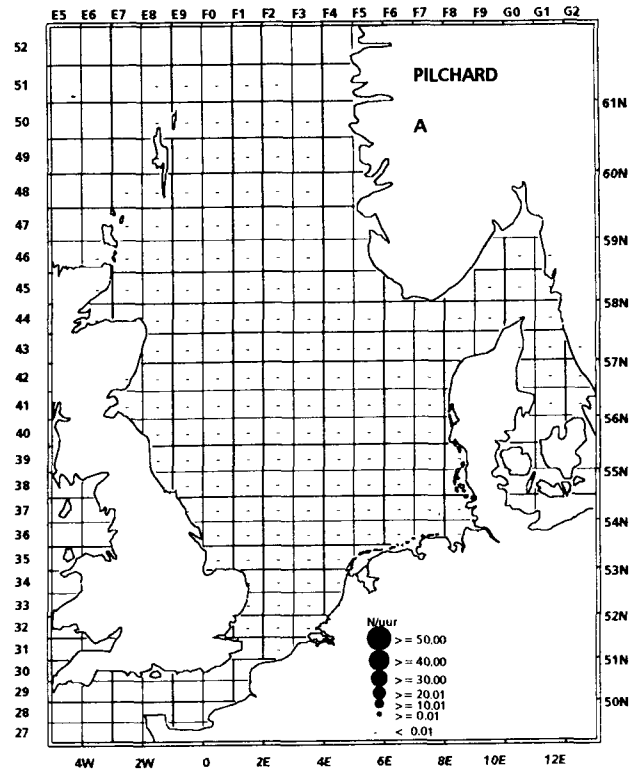 E5 E6 E7 E8 E9 F0 F1 F2 F3 F4 F5 F6 F7 F8 F9 G0 G1 G2
52
51
50
49
48
47
46
45
44
43
42
41
40
39
38
37
36
35
34
33
32
31
30
29
28
27
PILCHARD
A
61N
60N
59N
58N
57N
56N
55N
54N
53N
52N
51N
50N
N/uur
>= 50.00
>= 40.00
>= 30.00
>= 20.01
>= 10.01
>= 0.01
< 0.01
4W 2W 0 2E 4E 6E 8E 10E 12E